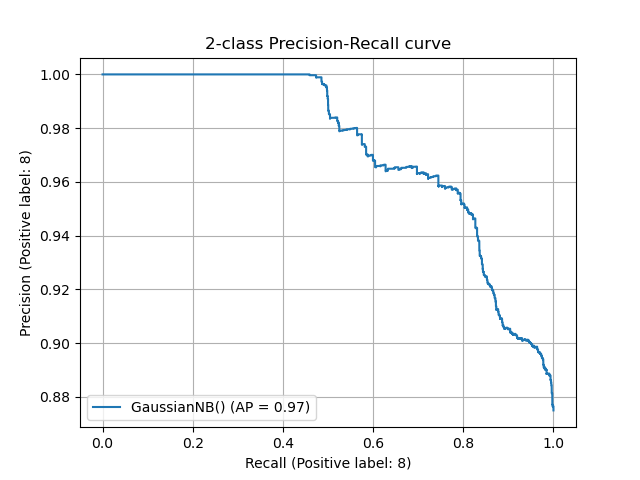 2-class Precision-Recall curve
1.00
0.98
0.96
0.94
0.92
0.90
0.88
Precision (Positive label: 8)
GaussianNB() (AP = 0.97)
0.0 0.2 0.4 0.6 0.8 1.0
Recall (Positive label: 8)